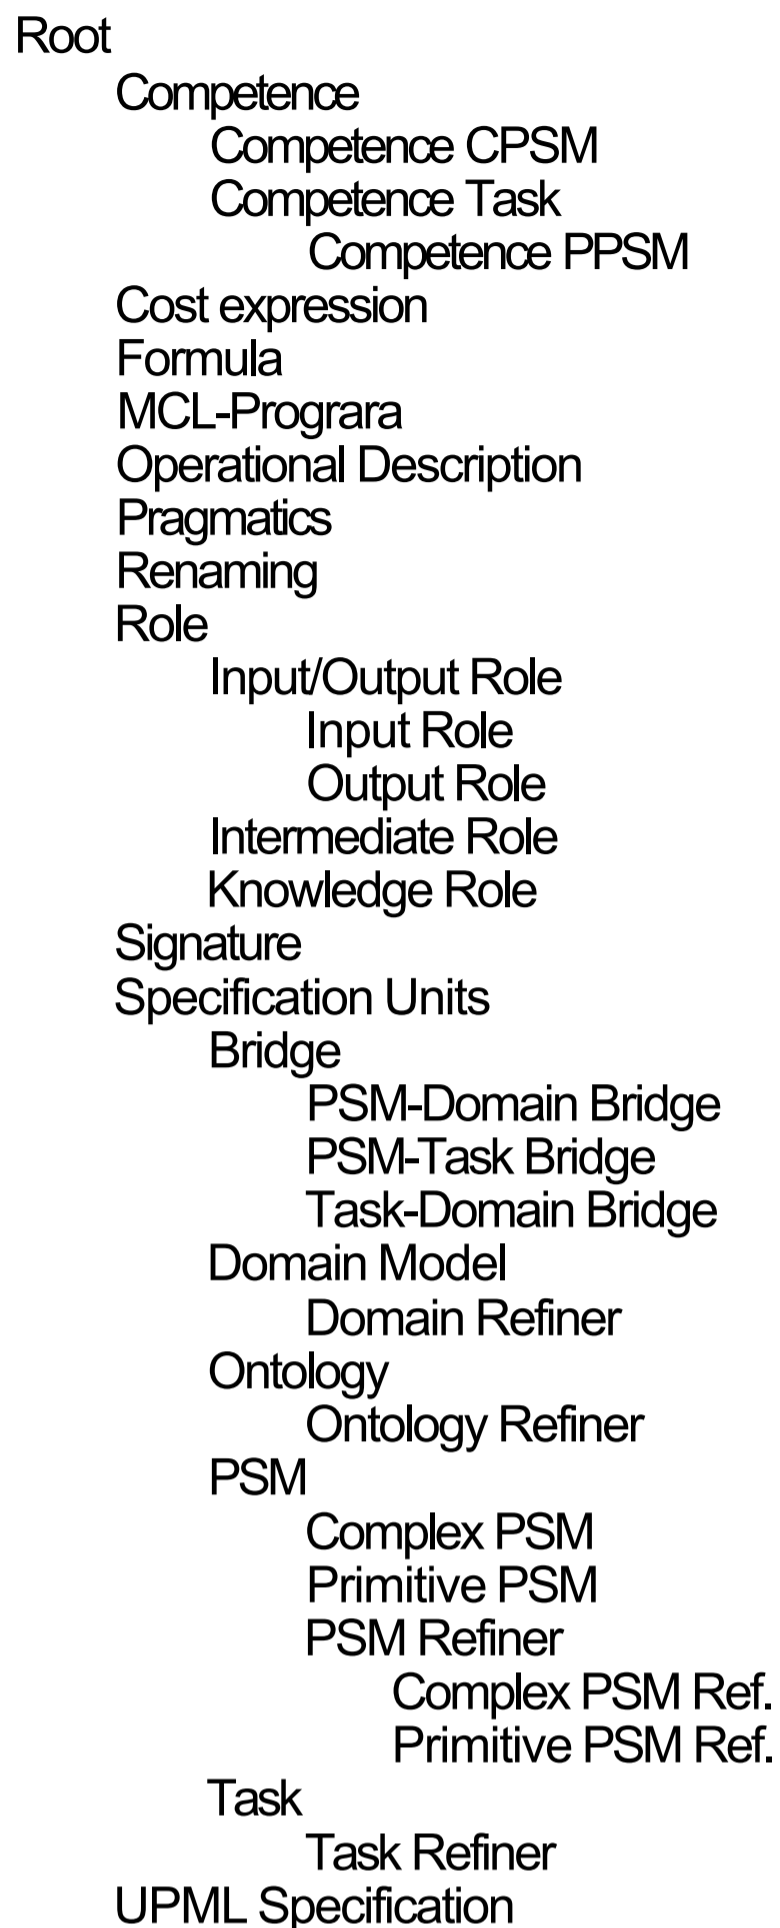 Root
Competence
Competence CPSM
Competence Task
Competence PPSM
Cost expression
Formula
MCL-Prograra
Operational Description
Pragmatics
Renaming
Role
Input/Output Role
Input Role
Output Role
Intermediate Role
Knowledge Role
Signature
Specification Units
Bridge
PSM-Domain Bridge
PSM-Task Bridge
Task-Domain Bridge
Domain Model
Domain Refiner
Ontology
Ontology Refiner
PSM
Complex PSM
Primitive PSM
PSM Refiner
Complex PSM Ref.
Primitive PSM Ref.
Task
Task Refiner
UPML Specification